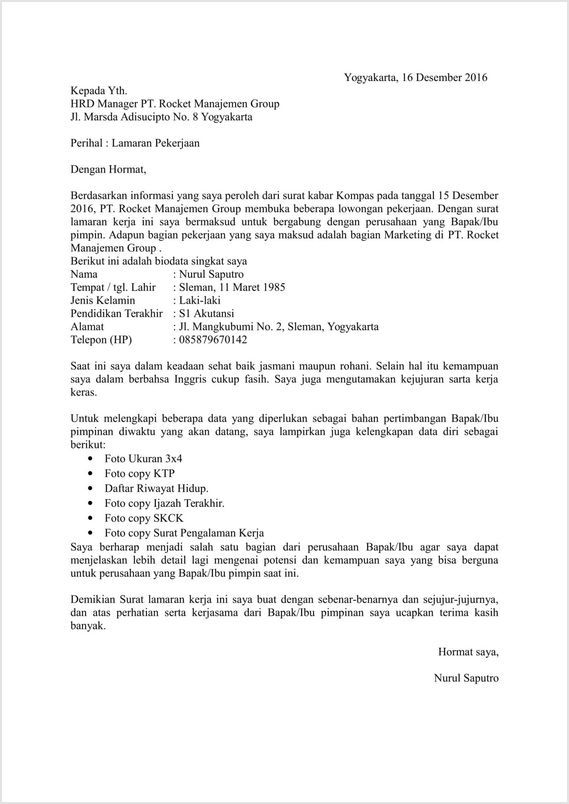 Yogyakarta, 16 Desember 2016
Kepada Yth.
HRD Manager PT. Rocket Manajemen Group
Jl. Marsda Adisucipto No. 8 Yogyakarta
Perihal : Lamaran Pekerjaan
Dengan Hormat,
Berdasarkan informasi yang saya peroleh dari surat kabar Kompas pada tanggal 15 Desember
2016, PT. Rocket Manajemen Group membuka beberapa lowongan pekerjaan. Dengan surat
lamaran kerja ini saya bermaksud untuk bergabung dengan perusahaan yang Bapak/Ibu
pimpin. Adapun bagian pekerjaan yang saya maksud adalah bagian Marketing di PT. Rocket
Manajemen Group .
Berikut ini adalah biodata singkat saya
Nama : Nurul Saputro
Tempat / tgl. Lahir : Sleman, 11 Maret 1985
Jenis Kelamin : Laki-laki
Pendidikan Terakhir : S1 Akutansi
Alamat : Jl. Mangkubumi No. 2, Sleman, Yogyakarta
Telepon (HP) : 085879670142
Saat ini saya dalam keadaan sehat baik jasmani maupun rohani. Selain hal itu kemampuan
saya dalam berbahsa Inggris cukup fasih. Saya juga mengutamakan kejujuran sarta kerja
keras.
Untuk melengkapi beberapa data yang diperlukan sebagai bahan pertimbangan Bapak/Ibu
pimpinan diwaktu yang akan datang, saya lampirkan juga kelengkapan data diri sebagai
berikut:
• Foto Ukuran 3x4
• Foto copy KTP
• Daftar Riwayat Hidup.
• Foto copy Ijazah Terakhir.
• Foto copy SKCK
• Foto copy Surat Pengalaman Kerja
Saya berharap menjadi salah satu bagian dari perusahaan Bapak/Ibu agar saya dapat
menjelaskan lebih detail lagi mengenai potensi dan kemampuan saya yang bisa berguna
untuk perusahaan yang Bapak/Ibu pimpin saat ini.
Demikian Surat lamaran kerja ini saya buat dengan sebenar-benarnya dan sejujur-jujurnya,
dan atas perhatian serta kerjasama dari Bapak/Ibu pimpinan saya ucapkan terima kasih
banyak.
Hormat saya,
Nurul Saputro